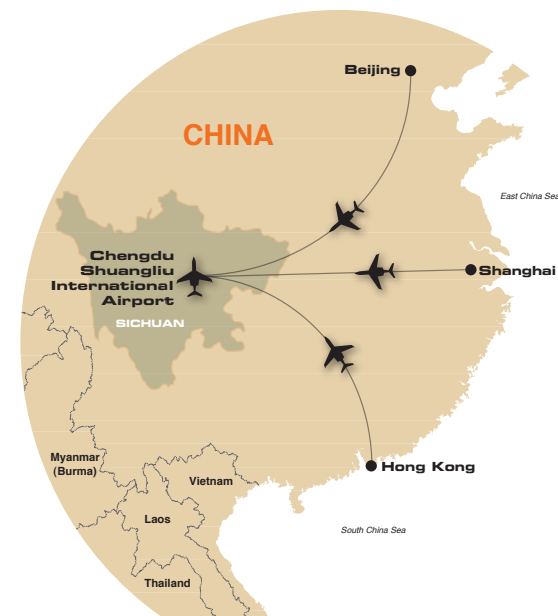 Beijing
CHINA
East China Sea
Chengdu
Shuangliu
International
Airport
Shanghai
SICHUAN
Myanmar
(Burma)
Vietnam
Hong Kong
Laos
South China Sea
Thailand